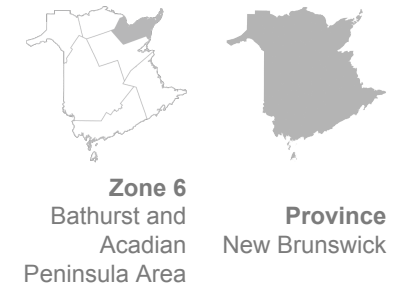 Zone 6
Bathurst and
Acadian
Peninsula Area
Province
New Brunswick